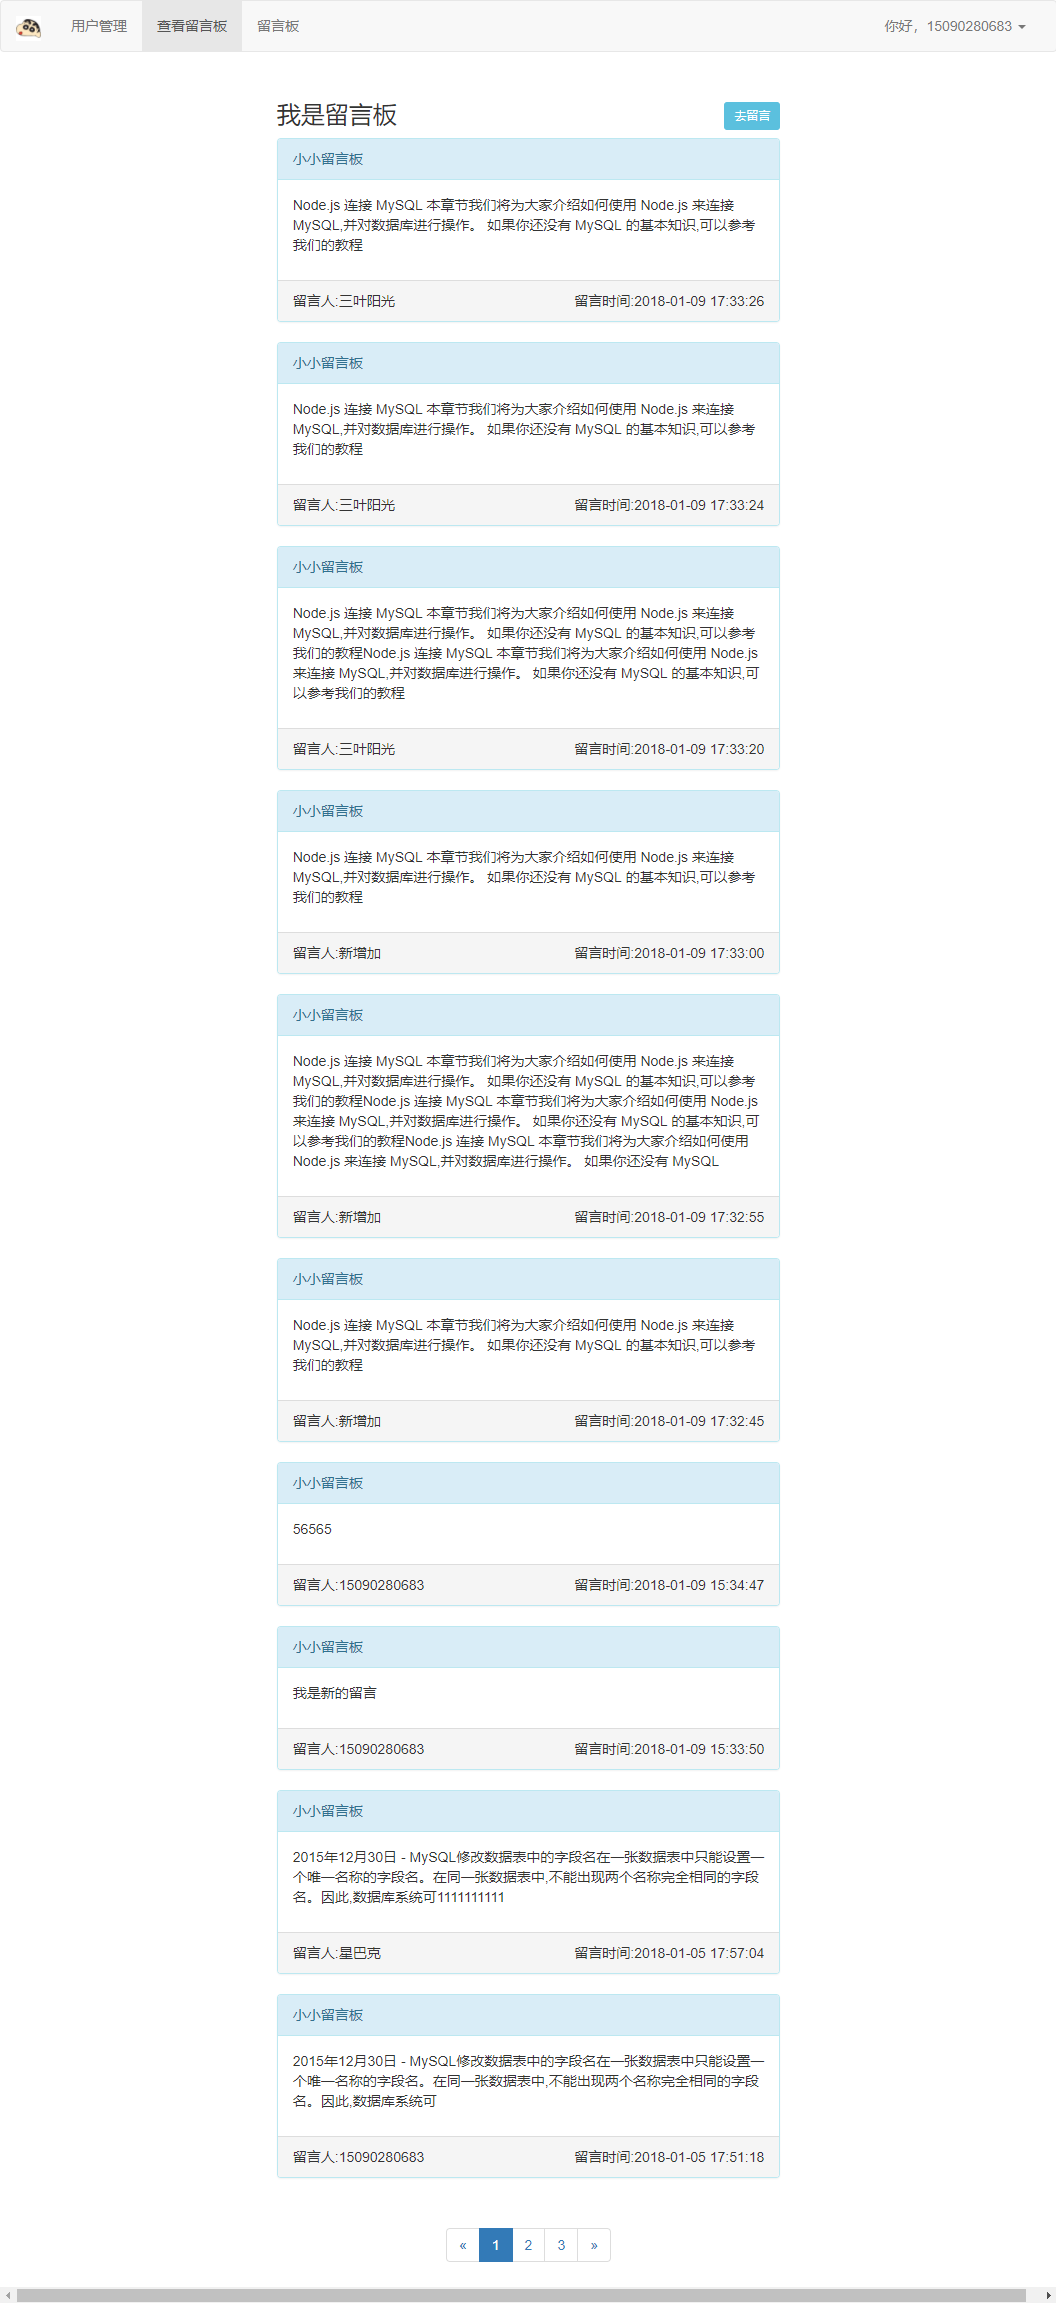 用户管理 查看留言板 留言板 你好，15090280683
我是留言板 去留言
小小留言板
Node.js 连接 MySQL 本章节我们将为大家介绍如何使用 Node.js 来连接
MySQL,并对数据库进行操作。 如果你还没有 MySQL 的基本知识,可以参考
我们的教程
留言人:三叶阳光 留言时间:2018-01-09 17:33:26
小小留言板
Node.js 连接 MySQL 本章节我们将为大家介绍如何使用 Node.js 来连接
MySQL,并对数据库进行操作。 如果你还没有 MySQL 的基本知识,可以参考
我们的教程
留言人:三叶阳光 留言时间:2018-01-09 17:33:24
小小留言板
Node.js 连接 MySQL 本章节我们将为大家介绍如何使用 Node.js 来连接
MySQL,并对数据库进行操作。 如果你还没有 MySQL 的基本知识,可以参考
我们的教程Node.js 连接 MySQL 本章节我们将为大家介绍如何使用 Node.js
来连接 MySQL,并对数据库进行操作。 如果你还没有 MySQL 的基本知识,可
以参考我们的教程
留言人:三叶阳光 留言时间:2018-01-09 17:33:20
小小留言板
Node.js 连接 MySQL 本章节我们将为大家介绍如何使用 Node.js 来连接
MySQL,并对数据库进行操作。 如果你还没有 MySQL 的基本知识,可以参考
我们的教程
留言人:新增加 留言时间:2018-01-09 17:33:00
小小留言板
Node.js 连接 MySQL 本章节我们将为大家介绍如何使用 Node.js 来连接
MySQL,并对数据库进行操作。 如果你还没有 MySQL 的基本知识,可以参考
我们的教程Node.js 连接 MySQL 本章节我们将为大家介绍如何使用 Node.js
来连接 MySQL,并对数据库进行操作。 如果你还没有 MySQL 的基本知识,可
以参考我们的教程Node.js 连接 MySQL 本章节我们将为大家介绍如何使用
Node.js 来连接 MySQL,并对数据库进行操作。 如果你还没有 MySQL
留言人:新增加 留言时间:2018-01-09 17:32:55
小小留言板
Node.js 连接 MySQL 本章节我们将为大家介绍如何使用 Node.js 来连接
MySQL,并对数据库进行操作。 如果你还没有 MySQL 的基本知识,可以参考
我们的教程
留言人:新增加 留言时间:2018-01-09 17:32:45
小小留言板
56565
留言人:15090280683 留言时间:2018-01-09 15:34:47
小小留言板
我是新的留言
留言人:15090280683 留言时间:2018-01-09 15:33:50
小小留言板
2015年12月30日 - MySQL修改数据表中的字段名在一张数据表中只能设置一
个唯一名称的字段名。在同一张数据表中,不能出现两个名称完全相同的字段
名。因此,数据库系统可1111111111
留言人:星巴克 留言时间:2018-01-05 17:57:04
小小留言板
2015年12月30日 - MySQL修改数据表中的字段名在一张数据表中只能设置一
个唯一名称的字段名。在同一张数据表中,不能出现两个名称完全相同的字段
名。因此,数据库系统可
留言人:15090280683 留言时间:2018-01-05 17:51:18
« 1 2 3 »